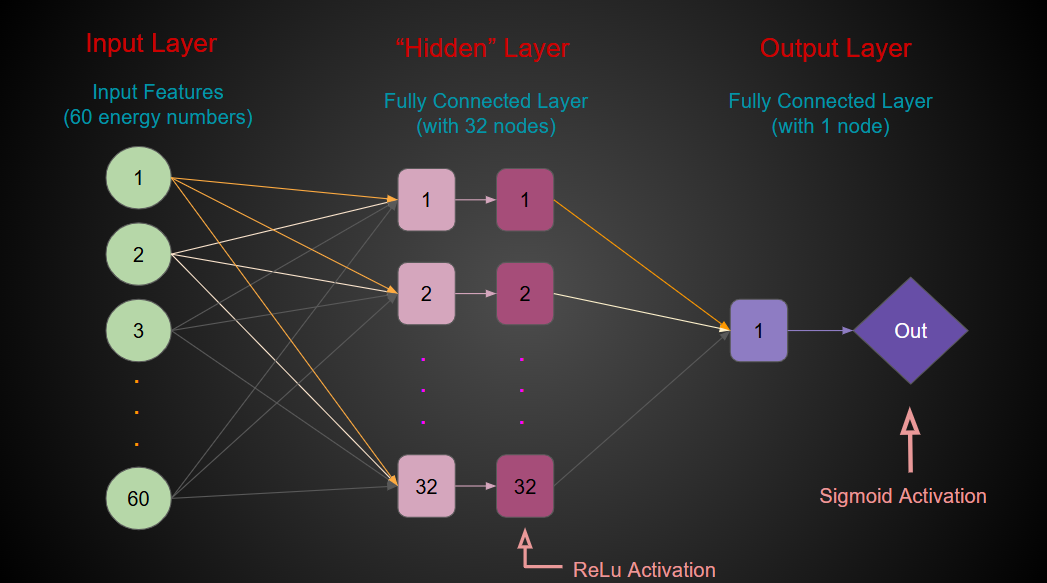 Input Layer
“Hidden” Layer
Output Layer
Input Features
(60 energy numbers)
Fully Connected Layer
(with 32 nodes)
Fully Connected Layer
(with 1 node)
1
2
3
60
1
2
32
1
2
32
1
Out
Sigmoid Activation
ReLu Activation